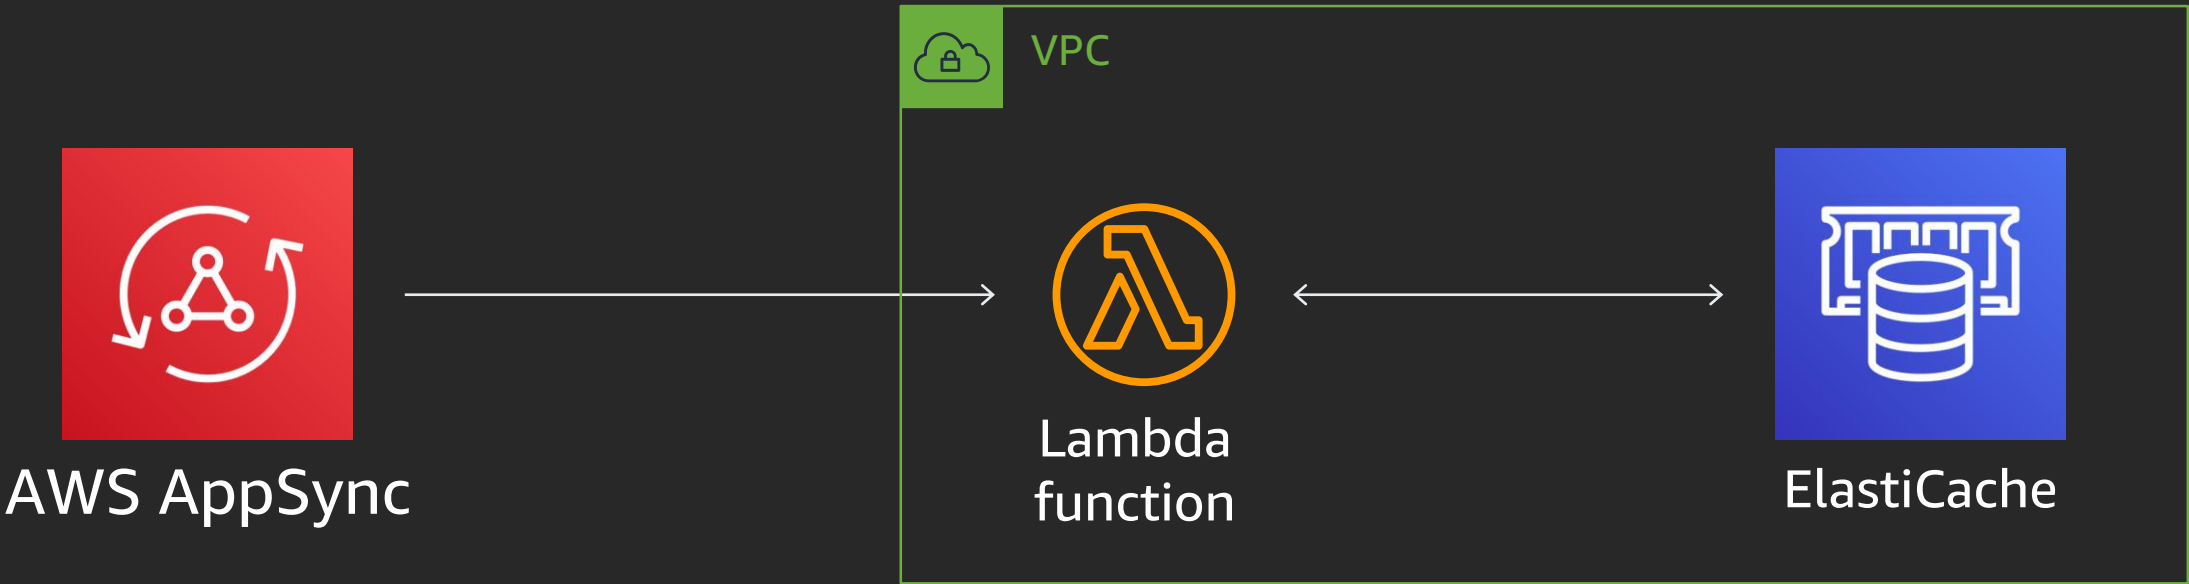 VPC
AWS AppSync
Lambda
function
ElastiCache